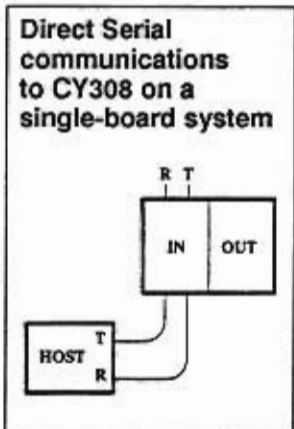 Direct Serial
communications
to CY308 on a
single-board system
R T
IN OUT
T
HOST
R